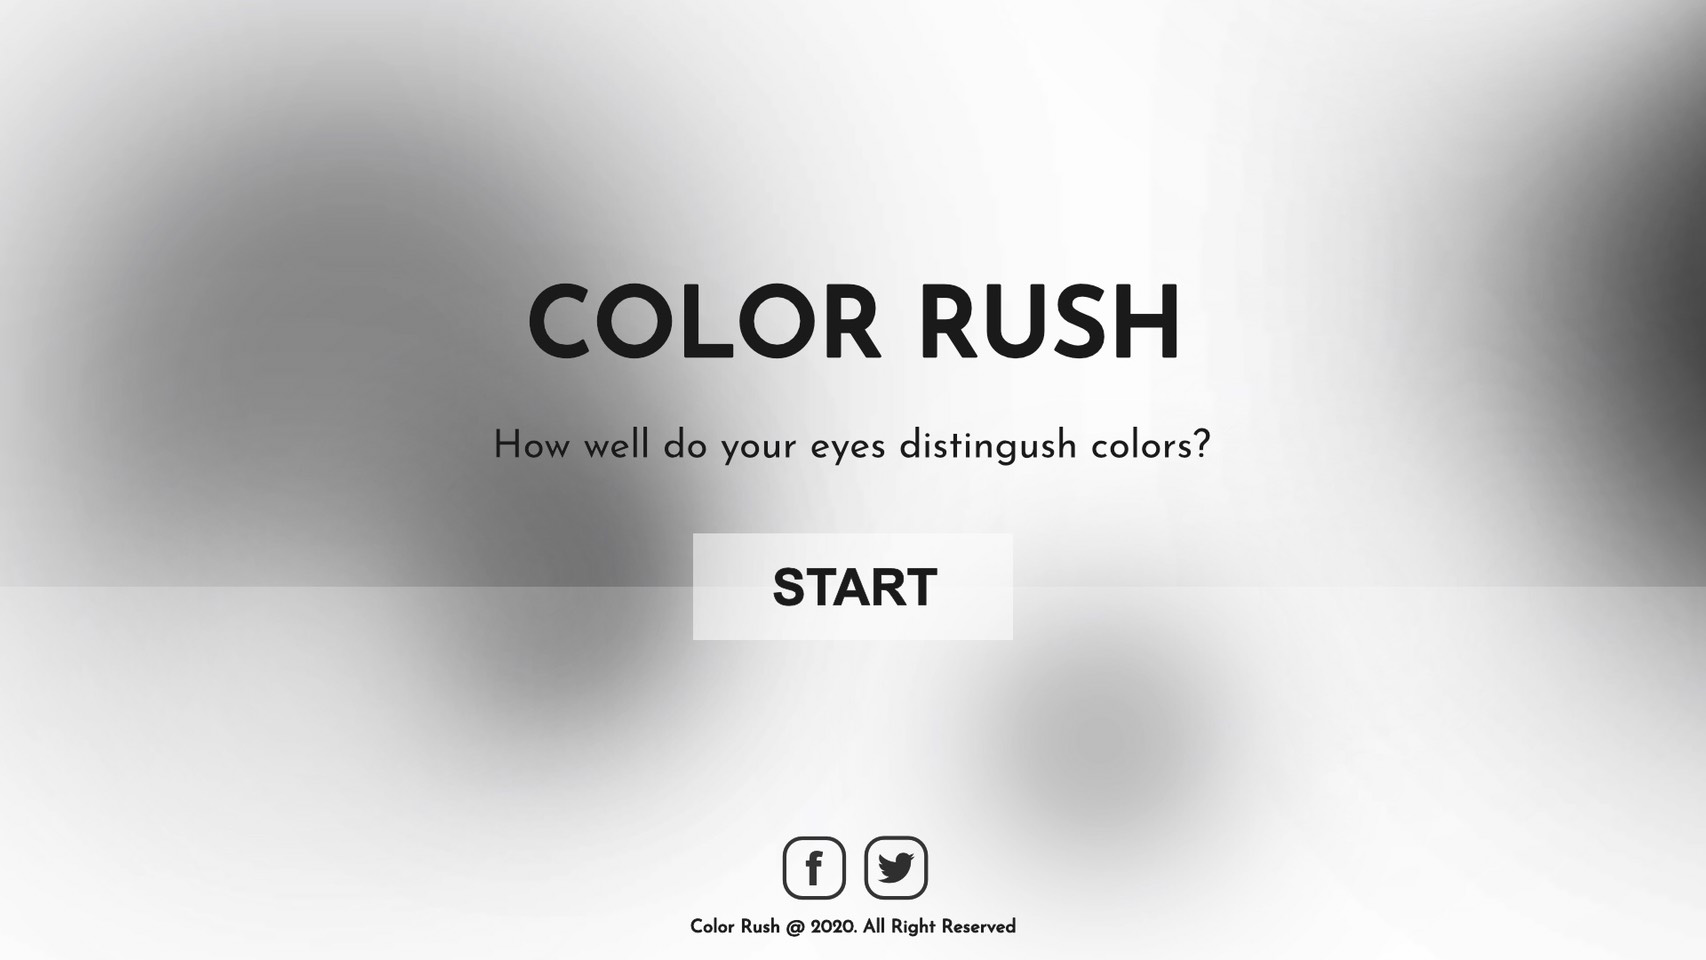 COLOR RUSH
How well do your eyes distingush colors?
START
Color Rush @ 2020. All Right Reserved